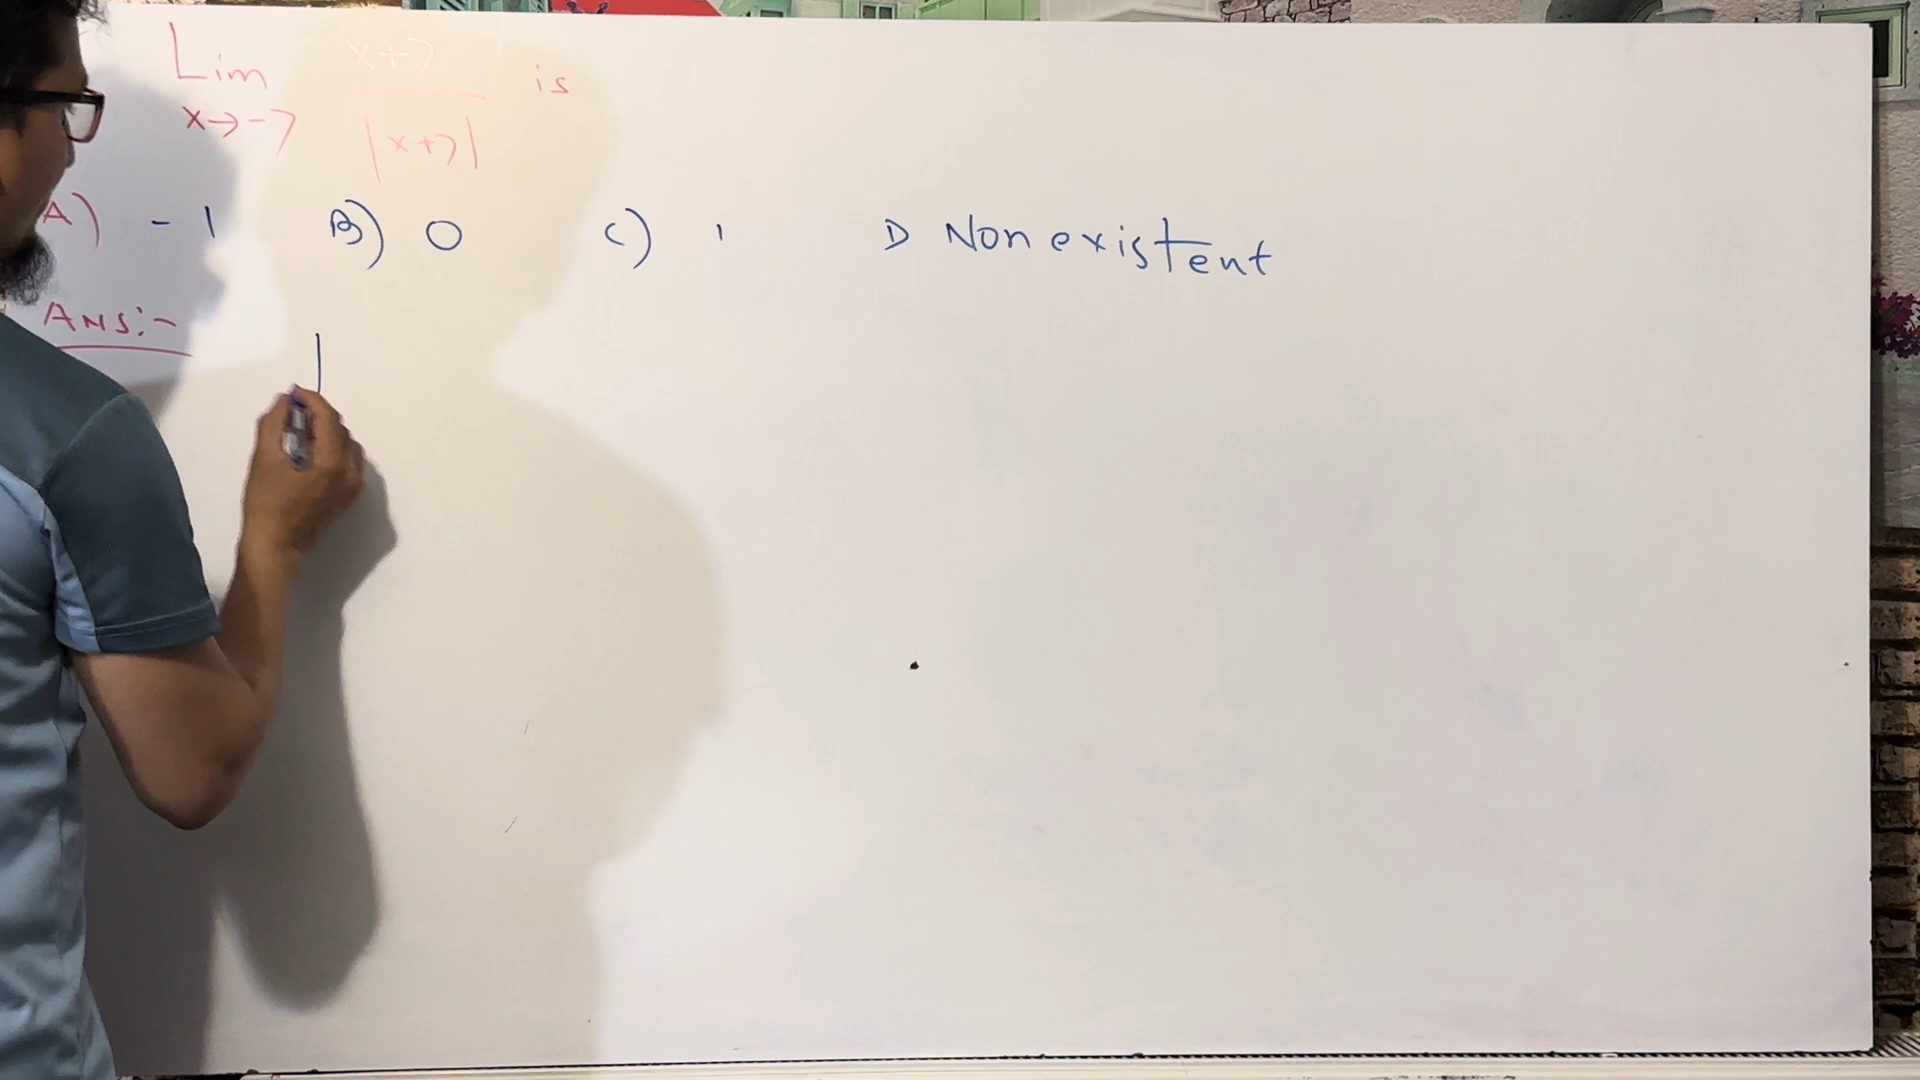 Lim x+7 is
x→-7 |x+7|
A) -1 B) 0 C) 1 D Nonexistent
Ans:-
|